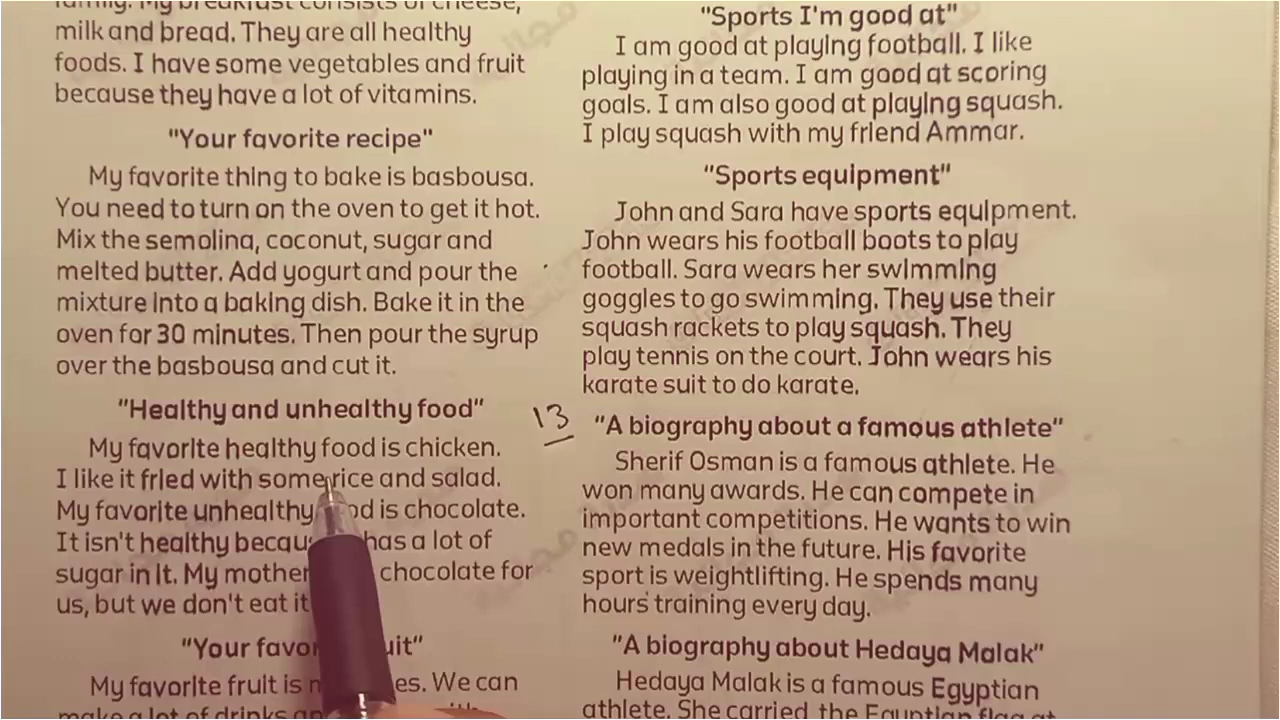 milk and bread. They are all healthy
foods. I have some vegetables and fruit
because they have a lot of vitamins.
"Your favorite recipe"
My favorite thing to bake is basbousa.
You need to turn on the oven to get it hot.
Mix the semolina, coconut, sugar and
melted butter. Add yogurt and pour the
mixture into a baking dish. Bake it in the
oven for 30 minutes. Then pour the syrup
over the basbousa and cut it.
"Healthy and unhealthy food"
My favorite healthy food is chicken.
I like it fried with some rice and salad.
My favorite unhealthy is chocolate.
It isn't healthy has a lot of
sugar in it. My mother chocolate for
us, but we don't eat it
"Your
My favorite fruit is We can
make a lot of drinks
"Sports I'm good at"
I am good at playing football. I like
playing in a team. I am good at scoring
goals. I am also good at playing squash.
I play squash with my friend Ammar.
"Sports equipment"
John and Sara have sports equipment.
John wears his football boots to play
football. Sara wears her swimming
goggles to go swimming. They use their
squash rackets to play squash. They
play tennis on the court. John wears his
karate suit to do karate.
13
"A biography about a famous athlete"
Sherif Osman is a famous athlete. He
won many awards. He can compete in
important competitions. He wants to win
new medals in the future. His favorite
sport is weightlifting. He spends many
hours training every day.
"A biography about Hedaya Malak"
Hedaya Malak is a famous Egyptian
athlete. She carried the Egyptian flag at